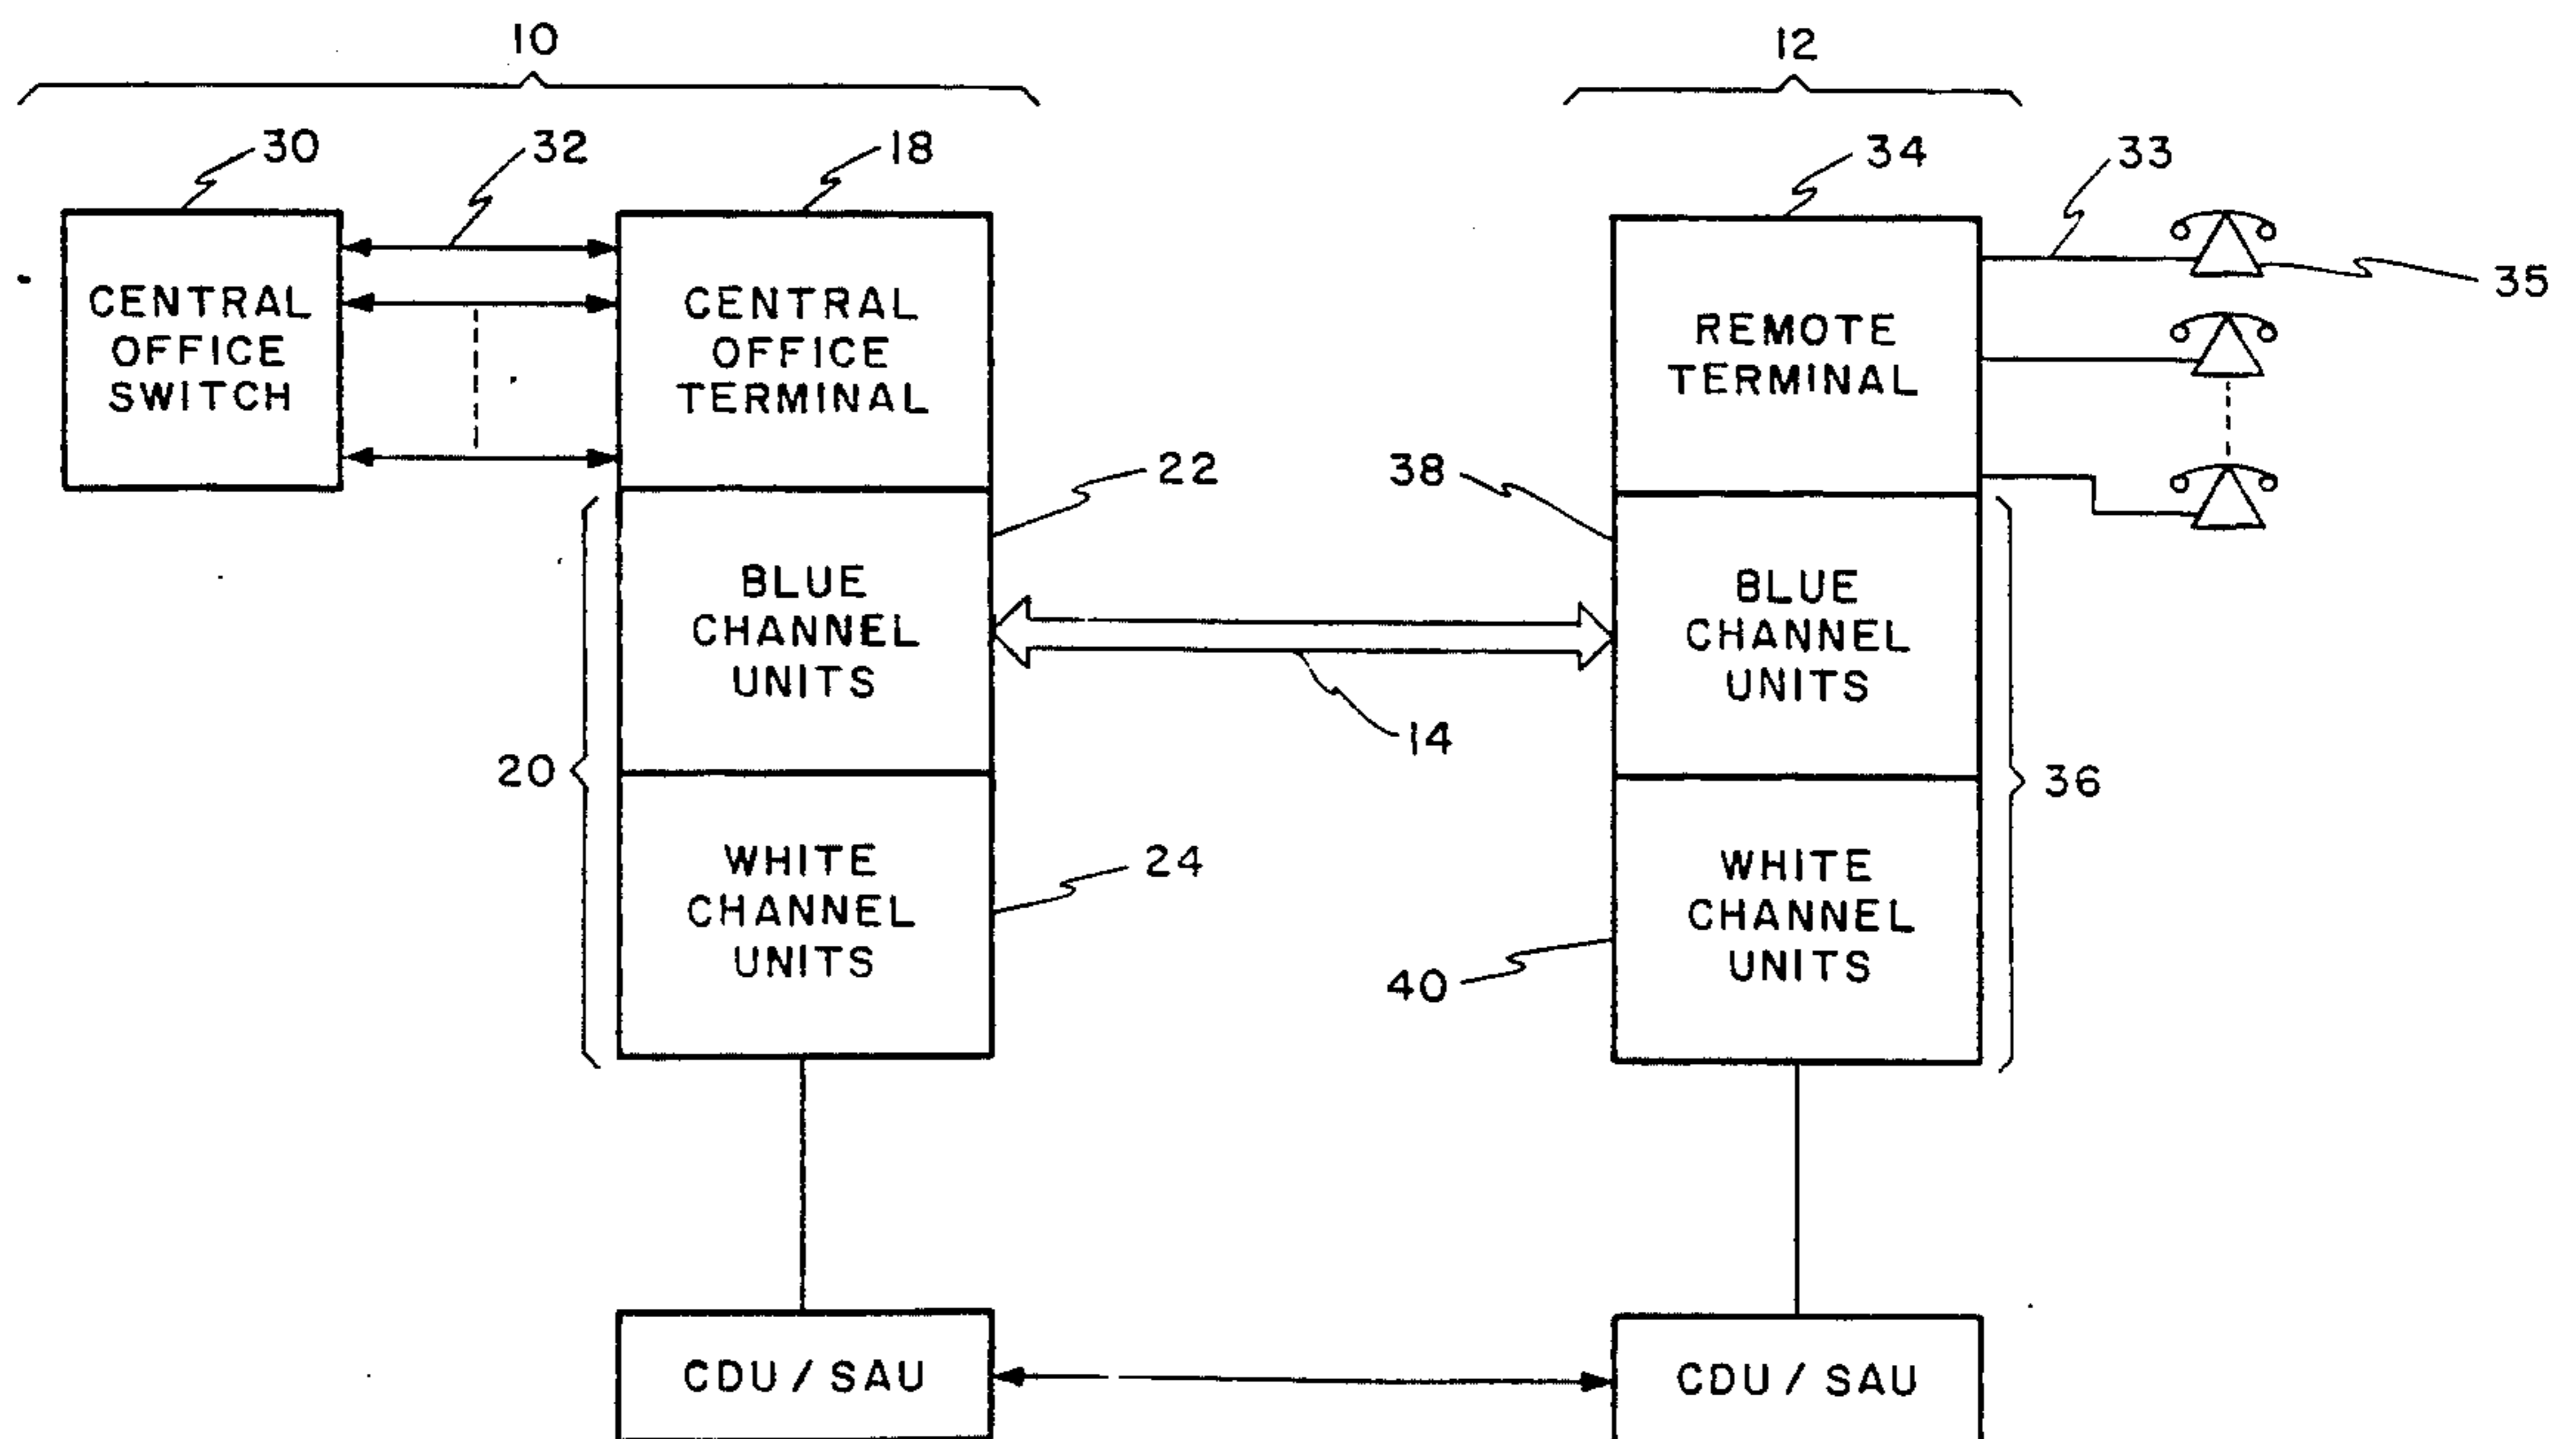 10
12
30
32
18
34
33
35
CENTRAL
OFFICE
SWITCH
CENTRAL
OFFICE
TERMINAL
REMOTE
TERMINAL
22
38
BLUE
CHANNEL
UNITS
BLUE
CHANNEL
UNITS
14
20
36
WHITE
CHANNEL
UNITS
24
WHITE
CHANNEL
UNITS
40
CDU / SAU
CDU / SAU